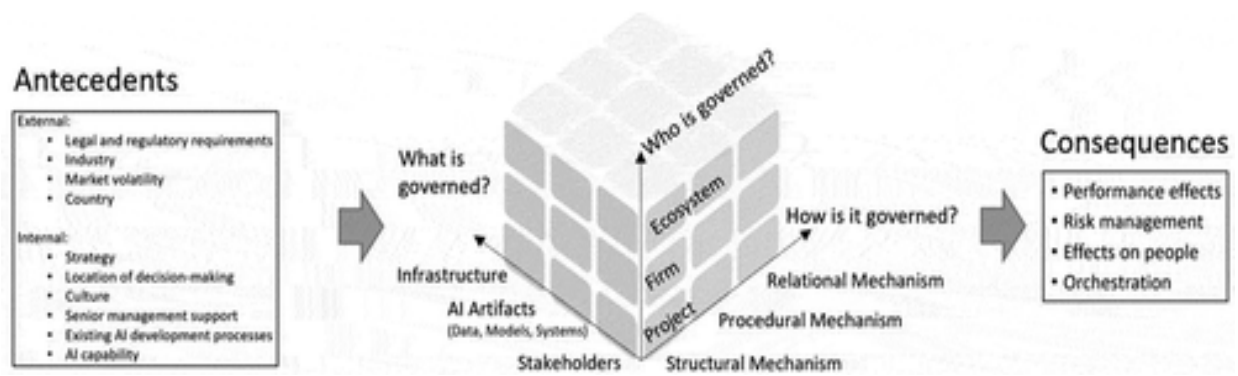 Antecedents
External:
• Legal and regulatory requirements
• Industry
• Market volatility
• Country
Internal:
• Strategy
• Location of decision-making
• Culture
• Senior management support
• Existing AI development processes
• AI capability
What is
governed?
Infrastructure
AI Artifacts
(Data, Models, Systems)
Stakeholders
Who is governed?
Ecosystem
Firm
Project
How is it governed?
Relational Mechanism
Procedural Mechanism
Structural Mechanism
Consequences
• Performance effects
• Risk management
• Effects on people
• Orchestration